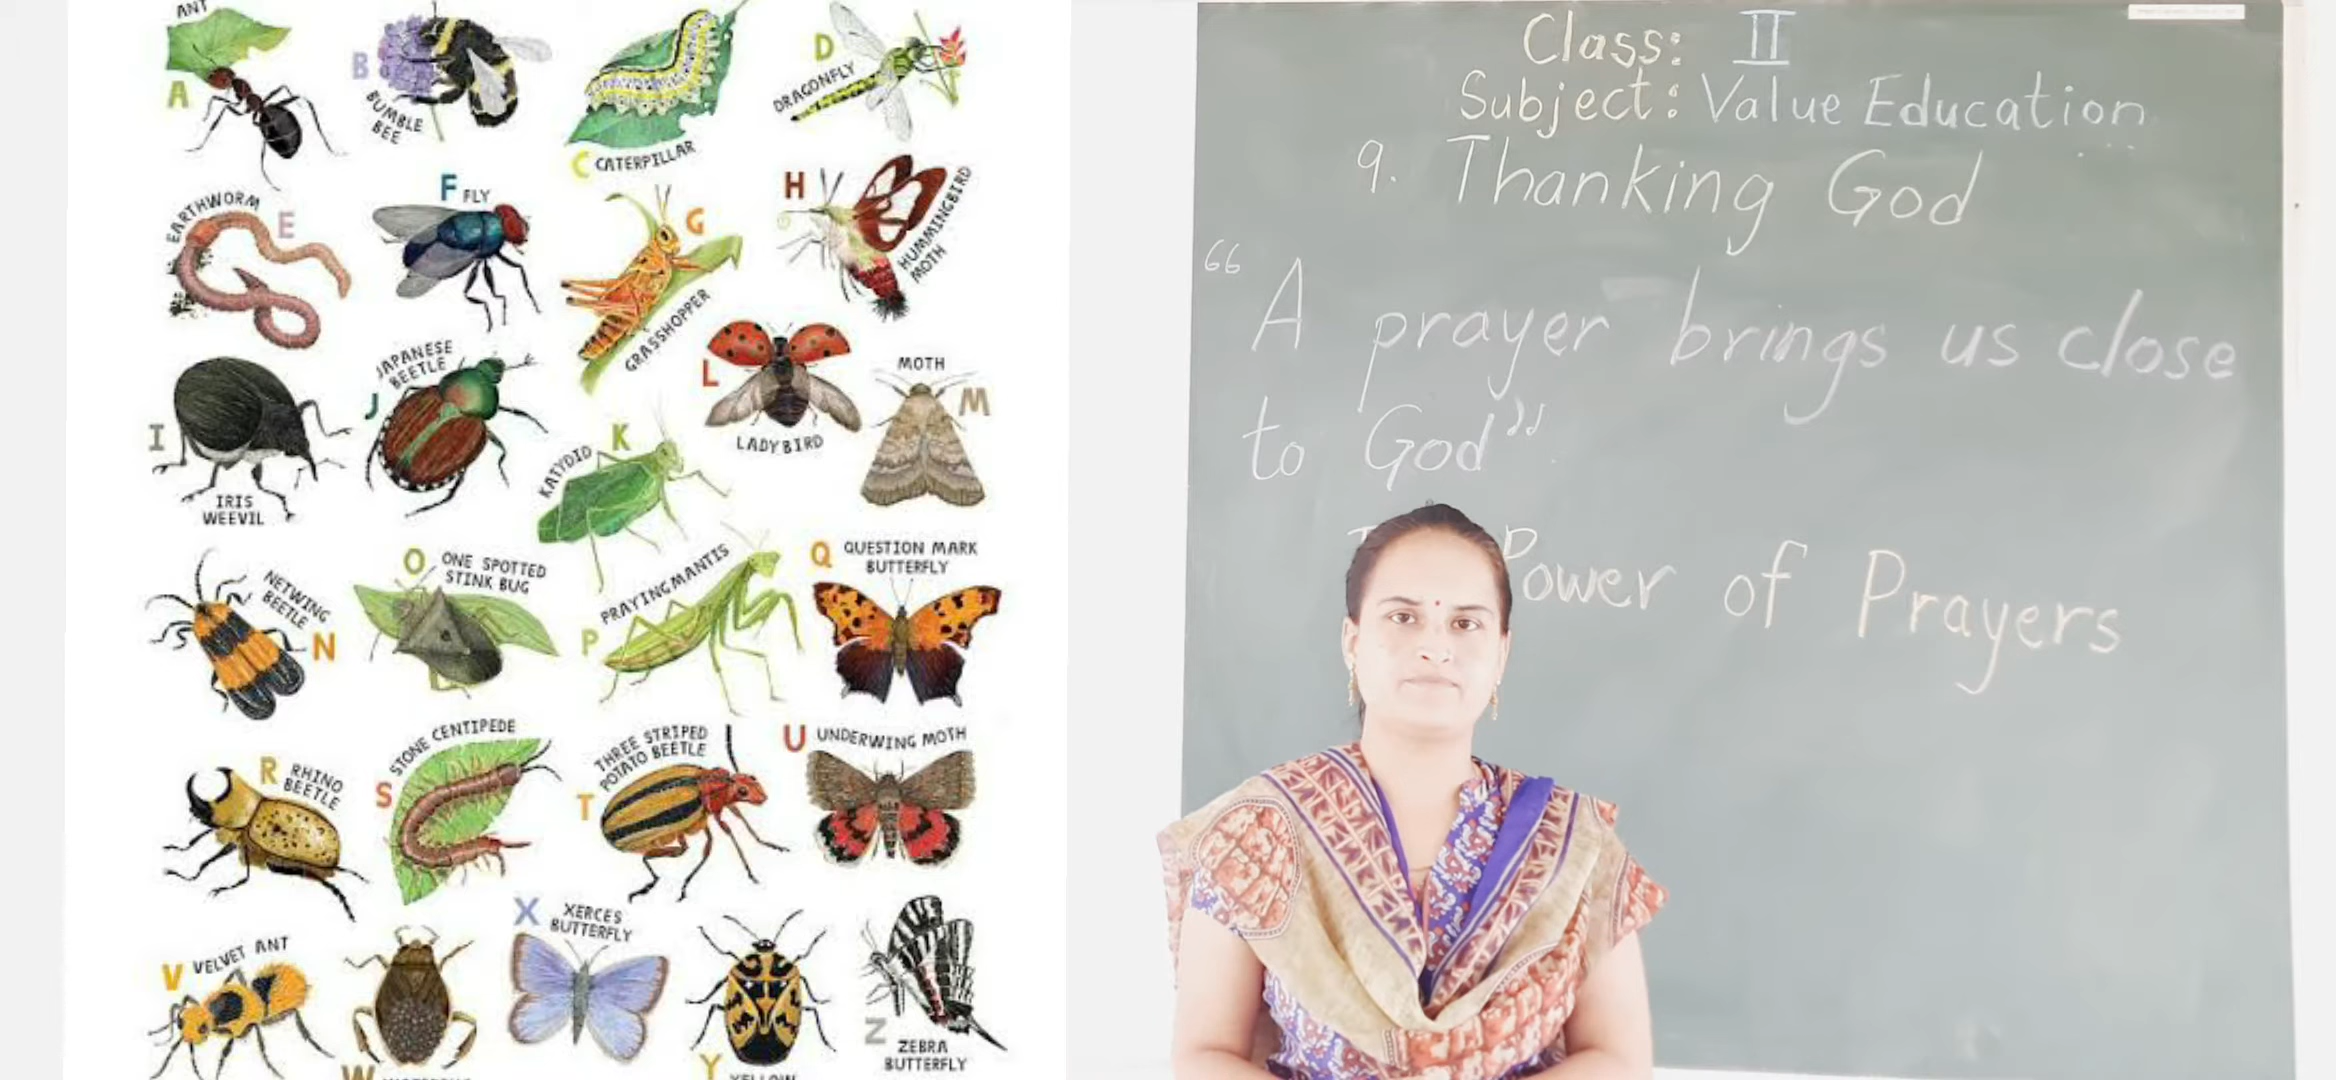 ANT
A
B
BUMBLE
BEE
C CATERPILLAR
D
DRAGONFLY
EARTHWORM
E
F FLY
G
GRASSHOPPER
H
HUMMINGBIRD
MOTH
I
IRIS
WEEVIL
JAPANESE
BEETLE
J
K
KATYDID
L
LADYBIRD
MOTH
M
NETWING
BEETLE
N
O
ONE SPOTTED
STINK BUG
PRAYING MANTIS
P
Q
QUESTION MARK
BUTTERFLY
R
RHINO
BEETLE
STONE CENTIPEDE
S
THREE STRIPED
POTATO BEETLE
T
U UNDERWING MOTH
V VELVET ANT
W
X
XERCES
BUTTERFLY
Y
Z
ZEBRA
BUTTERFLY
Class: II
Subject: Value Education
9. Thanking God
"A prayer brings us close
to God"
Power of Prayers